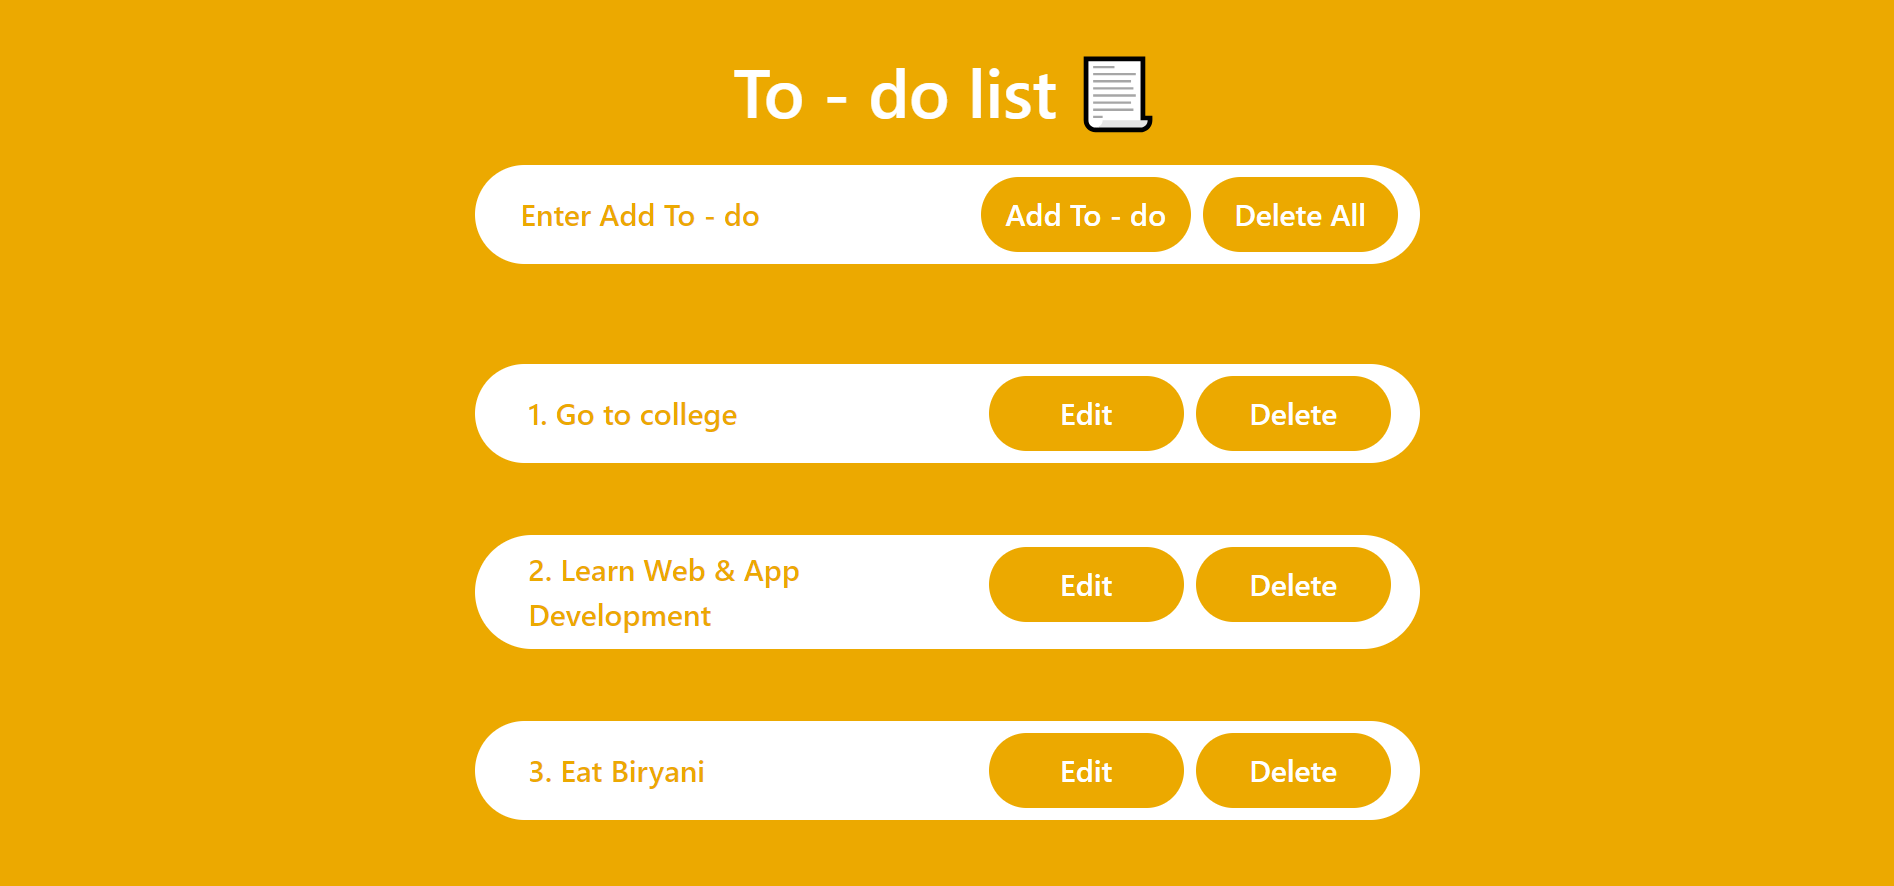 To - do list
Enter Add To - do Add To - do Delete All
1. Go to college Edit Delete
2. Learn Web & App
Development Edit Delete
3. Eat Biryani Edit Delete